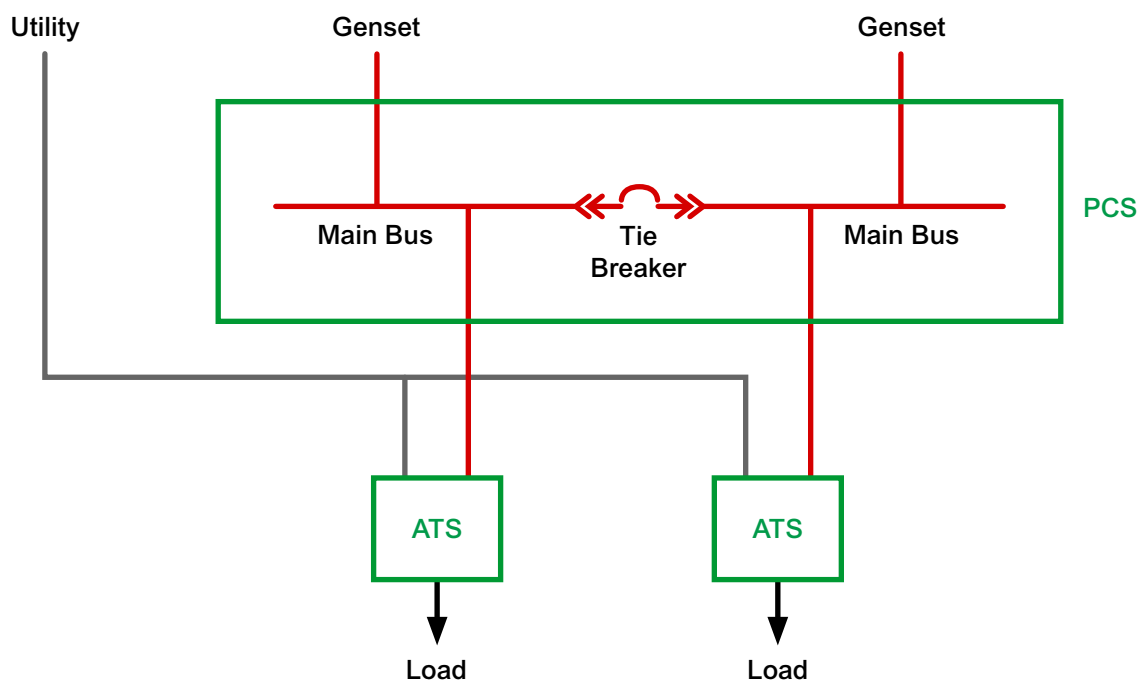 Utility
Genset
Genset
Main Bus
Tie
Breaker
Main Bus
PCS
ATS
ATS
Load
Load